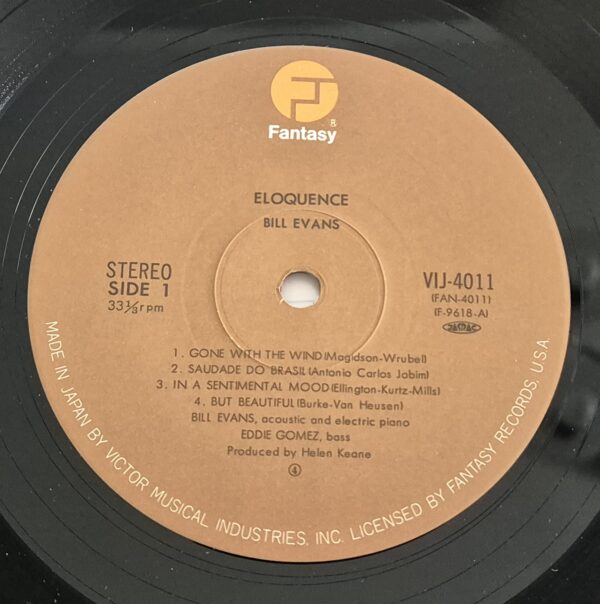 R
Fantasy
ELOQUENCE
BILL EVANS
STEREO
SIDE 1
33⅓rpm
VIJ-4011
(FAN-4011)
(F-9618-A)
JASRAC
1. GONE WITH THE WIND(Magidson-Wrubel)
2. SAUDADE DO BRASIL(Antonio Carlos Jobim)
3. IN A SENTIMENTAL MOOD(Ellington-Kurtz-Mills)
4. BUT BEAUTIFUL(Burke-Van Heusen)
BILL EVANS, acoustic and electric piano
EDDIE GOMEZ, bass
Produced by Helen Keane
④
MADE IN JAPAN BY VICTOR MUSICAL INDUSTRIES, INC. LICENSED BY FANTASY RECORDS, U.S.A.